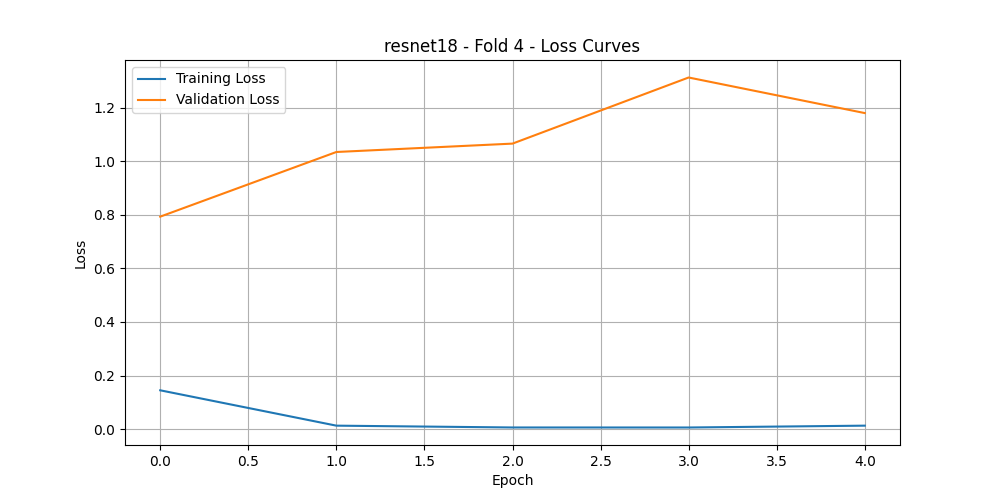 resnet18 - Fold 4 - Loss Curves
Training Loss
Validation Loss
Loss
1.2
1.0
0.8
0.6
0.4
0.2
0.0
0.0 0.5 1.0 1.5 2.0 2.5 3.0 3.5 4.0
Epoch